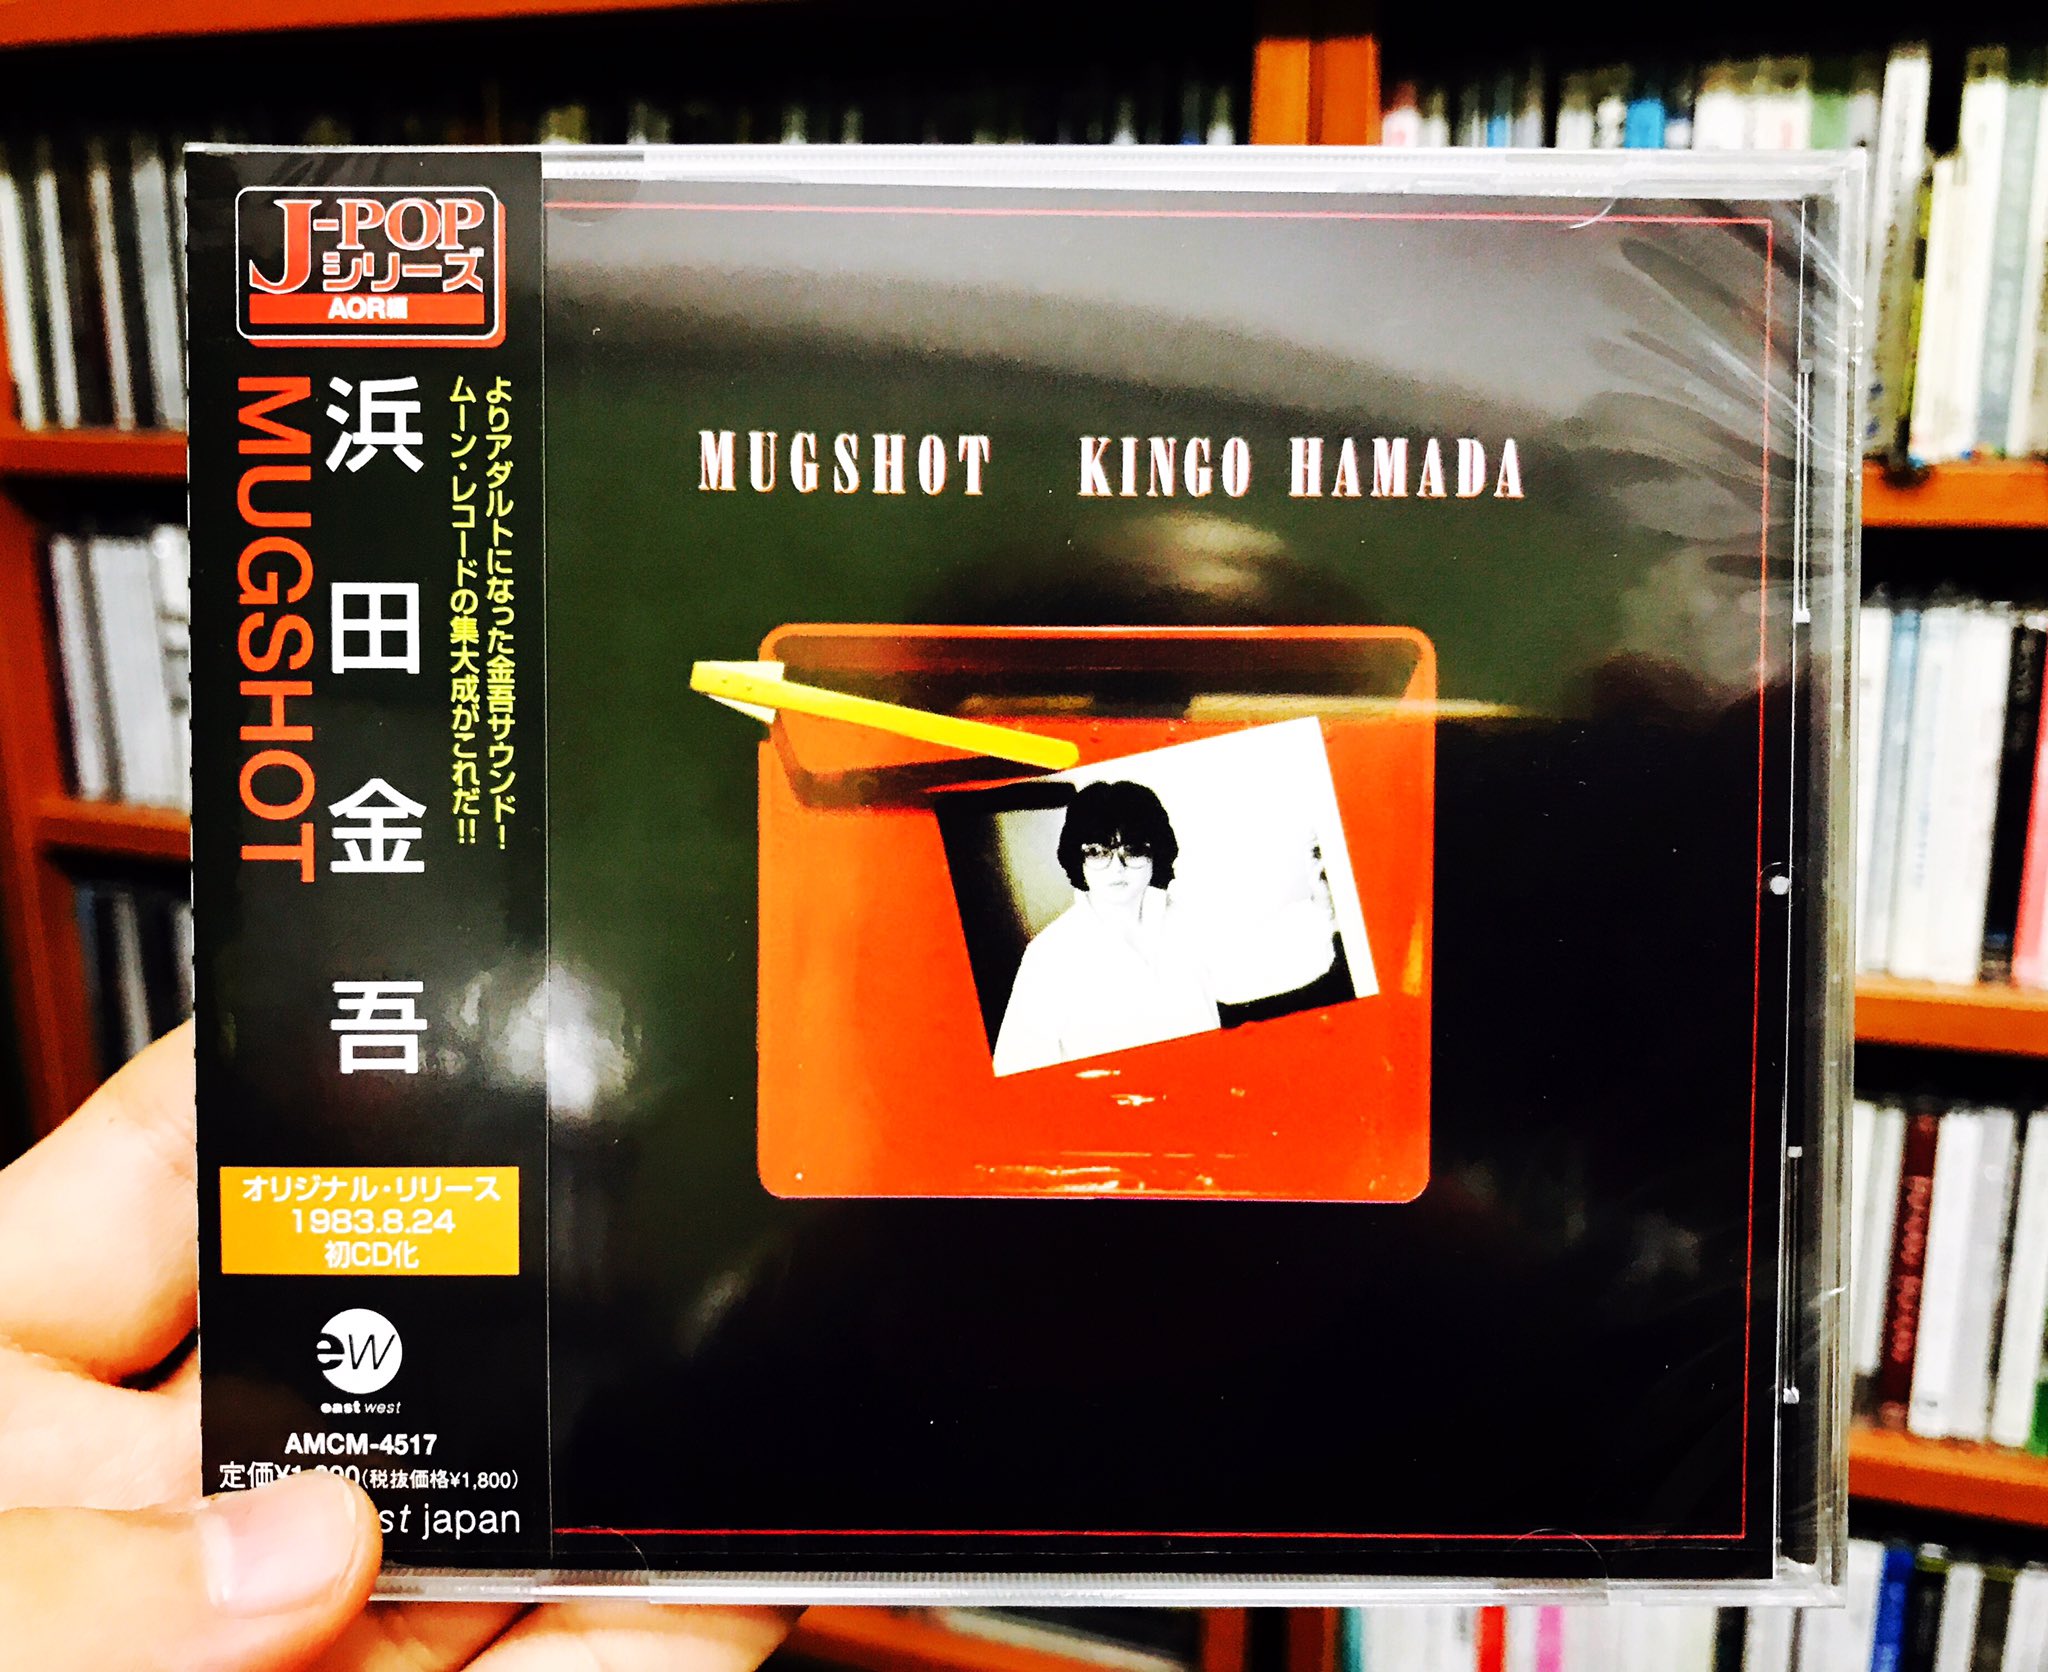 J-POP
シリーズ
AOR編
よりアダルトになった金吾サウンド!
ムーン・レコードの集大成がこれだ!!
浜田金吾
MUGSHOT
オリジナル・リリース
1983.8.24
初CD化
ew
east west
AMCM-4517
定価¥(税抜価格¥1,800)
japan
MUGSHOT KINGO HAMADA